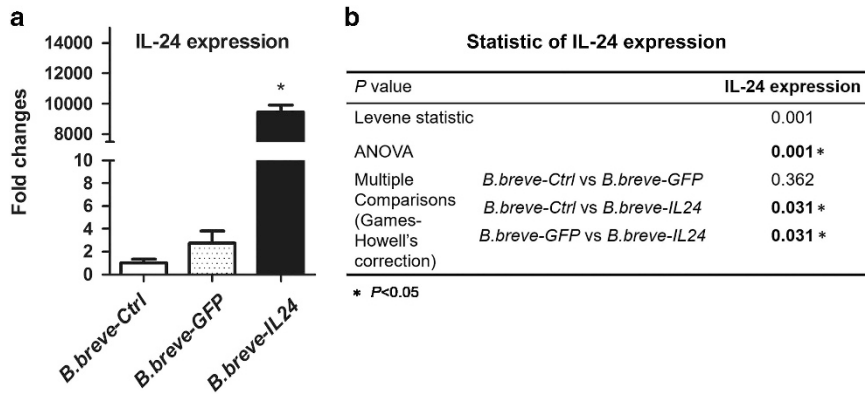 a
IL-24 expression
Fold changes
14000
12000
10000
8000
10
8
6
4
2
0
*
B.breve-Ctrl
B.breve-GFP
B.breve-IL24
b
Statistic of IL-24 expression
P value IL-24 expression
Levene statistic 0.001
ANOVA 0.001*
Multiple B.breve-Ctrl vs B.breve-GFP 0.362
Comparisons B.breve-Ctrl vs B.breve-IL24 0.031*
(Games- B.breve-GFP vs B.breve-IL24 0.031*
Howell's
correction)
* P<0.05